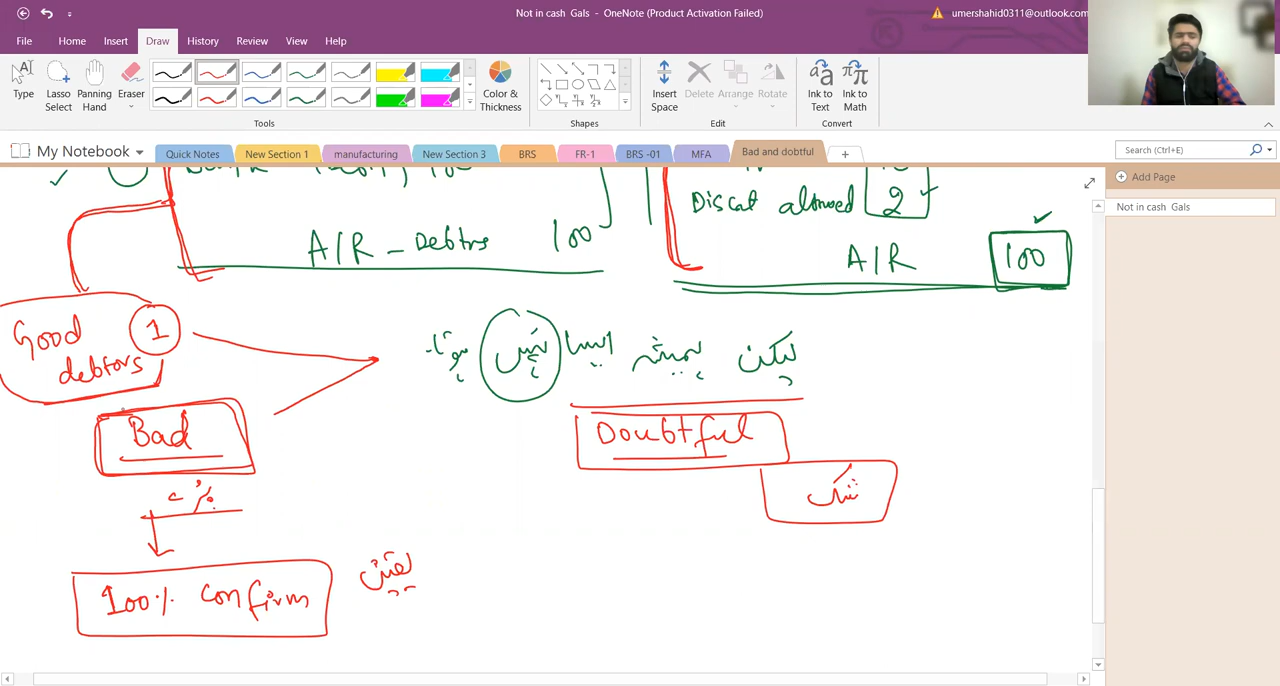 Not in cash Gals - OneNote (Product Activation Failed)
umershahid0311@outlook.com
File Home Insert Draw History Review View Help
Type
Lasso Select
Panning Hand
Eraser
Color & Thickness
Insert Space
Delete
Arrange
Rotate
Ink to Text
Ink to Math
Tools
Shapes
Edit
Convert
My Notebook
Quick Notes
New Section 1
manufacturing
New Section 3
BRS
FR-1
BRS -01
MFA
Bad and dobtful
Search (Ctrl+E)
Add Page
Not in cash Gals
A/R - Debtrs 100
2
A/R 100
Good debtors 1
لیکن ہمیشہ ایسا نہیں ہوتا۔
Bad
Doubtful
شک
100% confirm
یقین